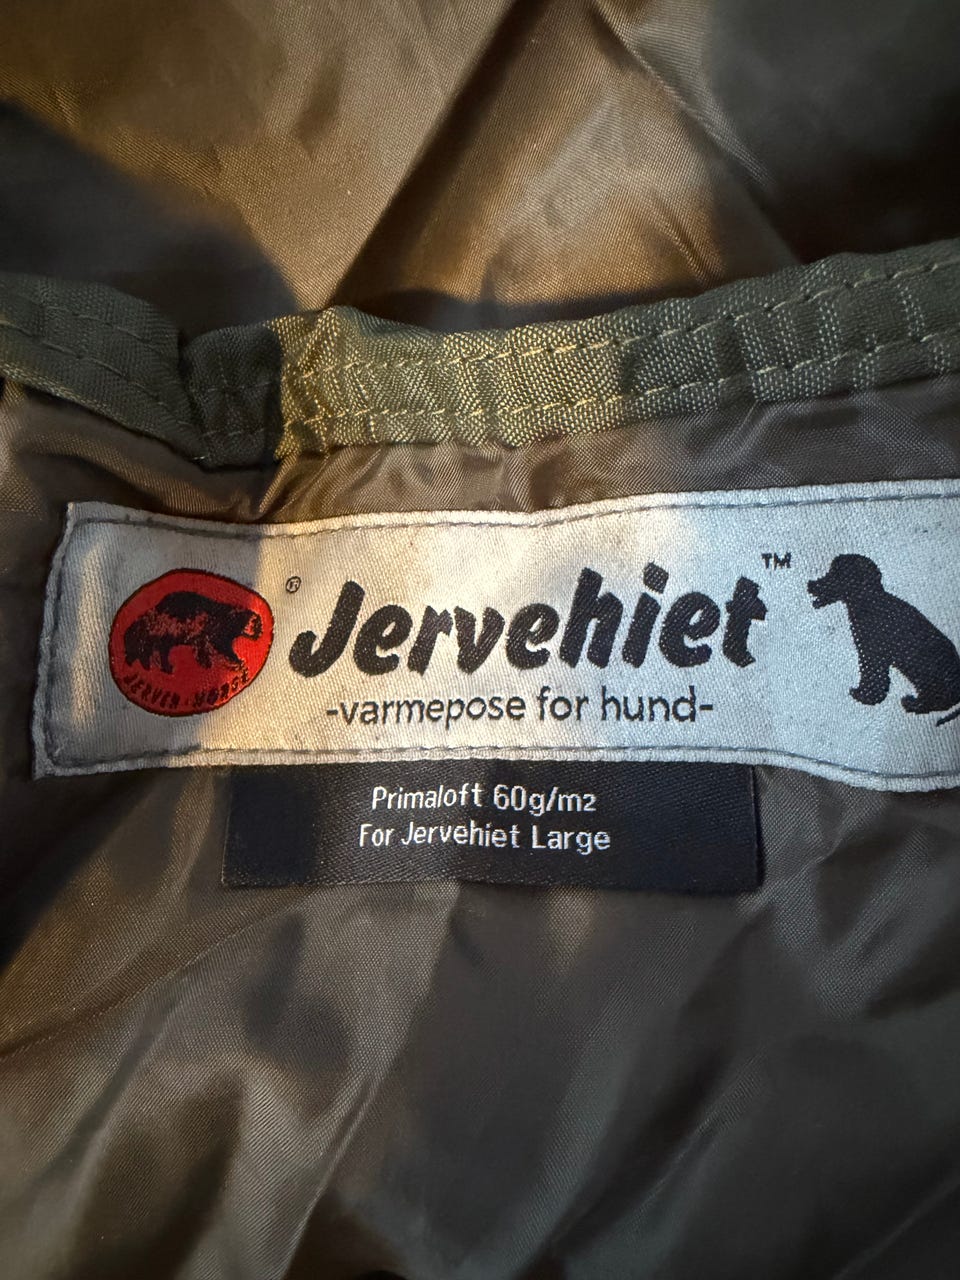 ® Jervehiet ™
-varmepose for hund-
JERVEN·NORGE
Primaloft 60g/m2
For Jervehiet Large